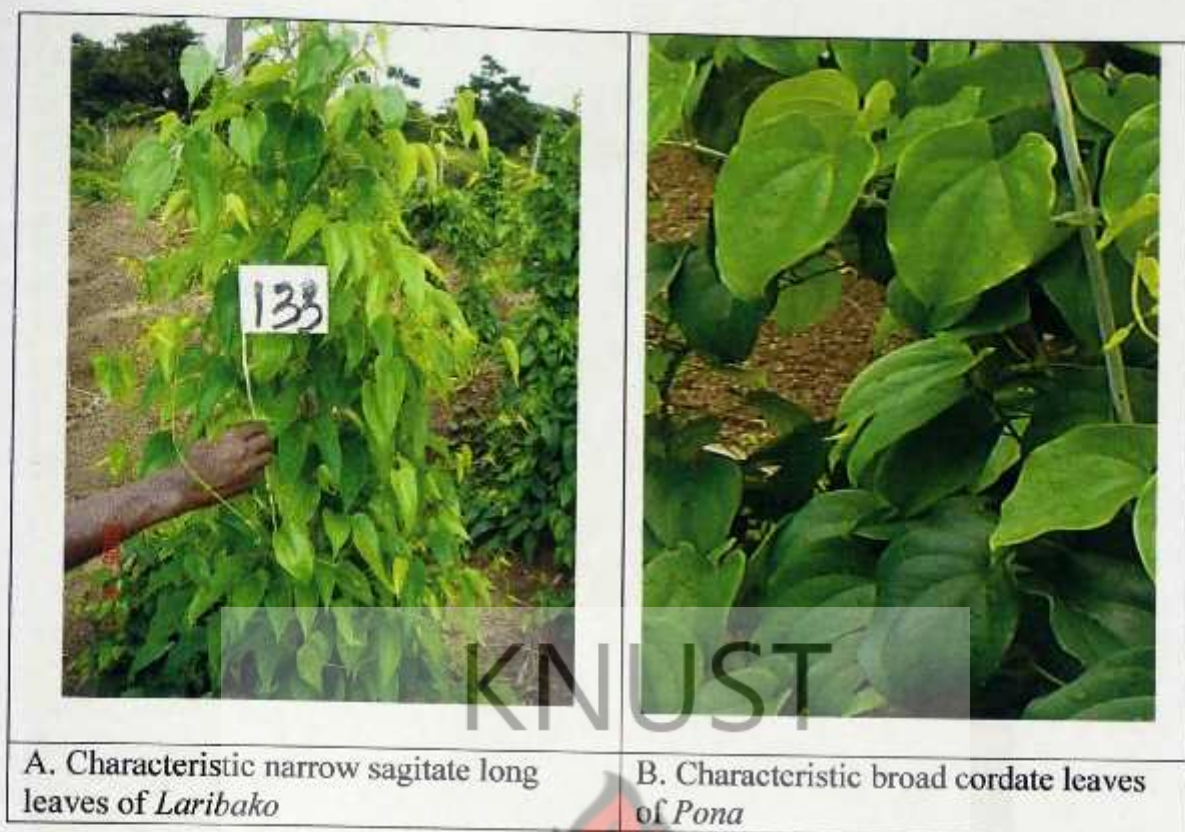 133
KNUST
A. Characteristic narrow sagitate long
leaves of Laribako
B. Characteristic broad cordate leaves
of Pona